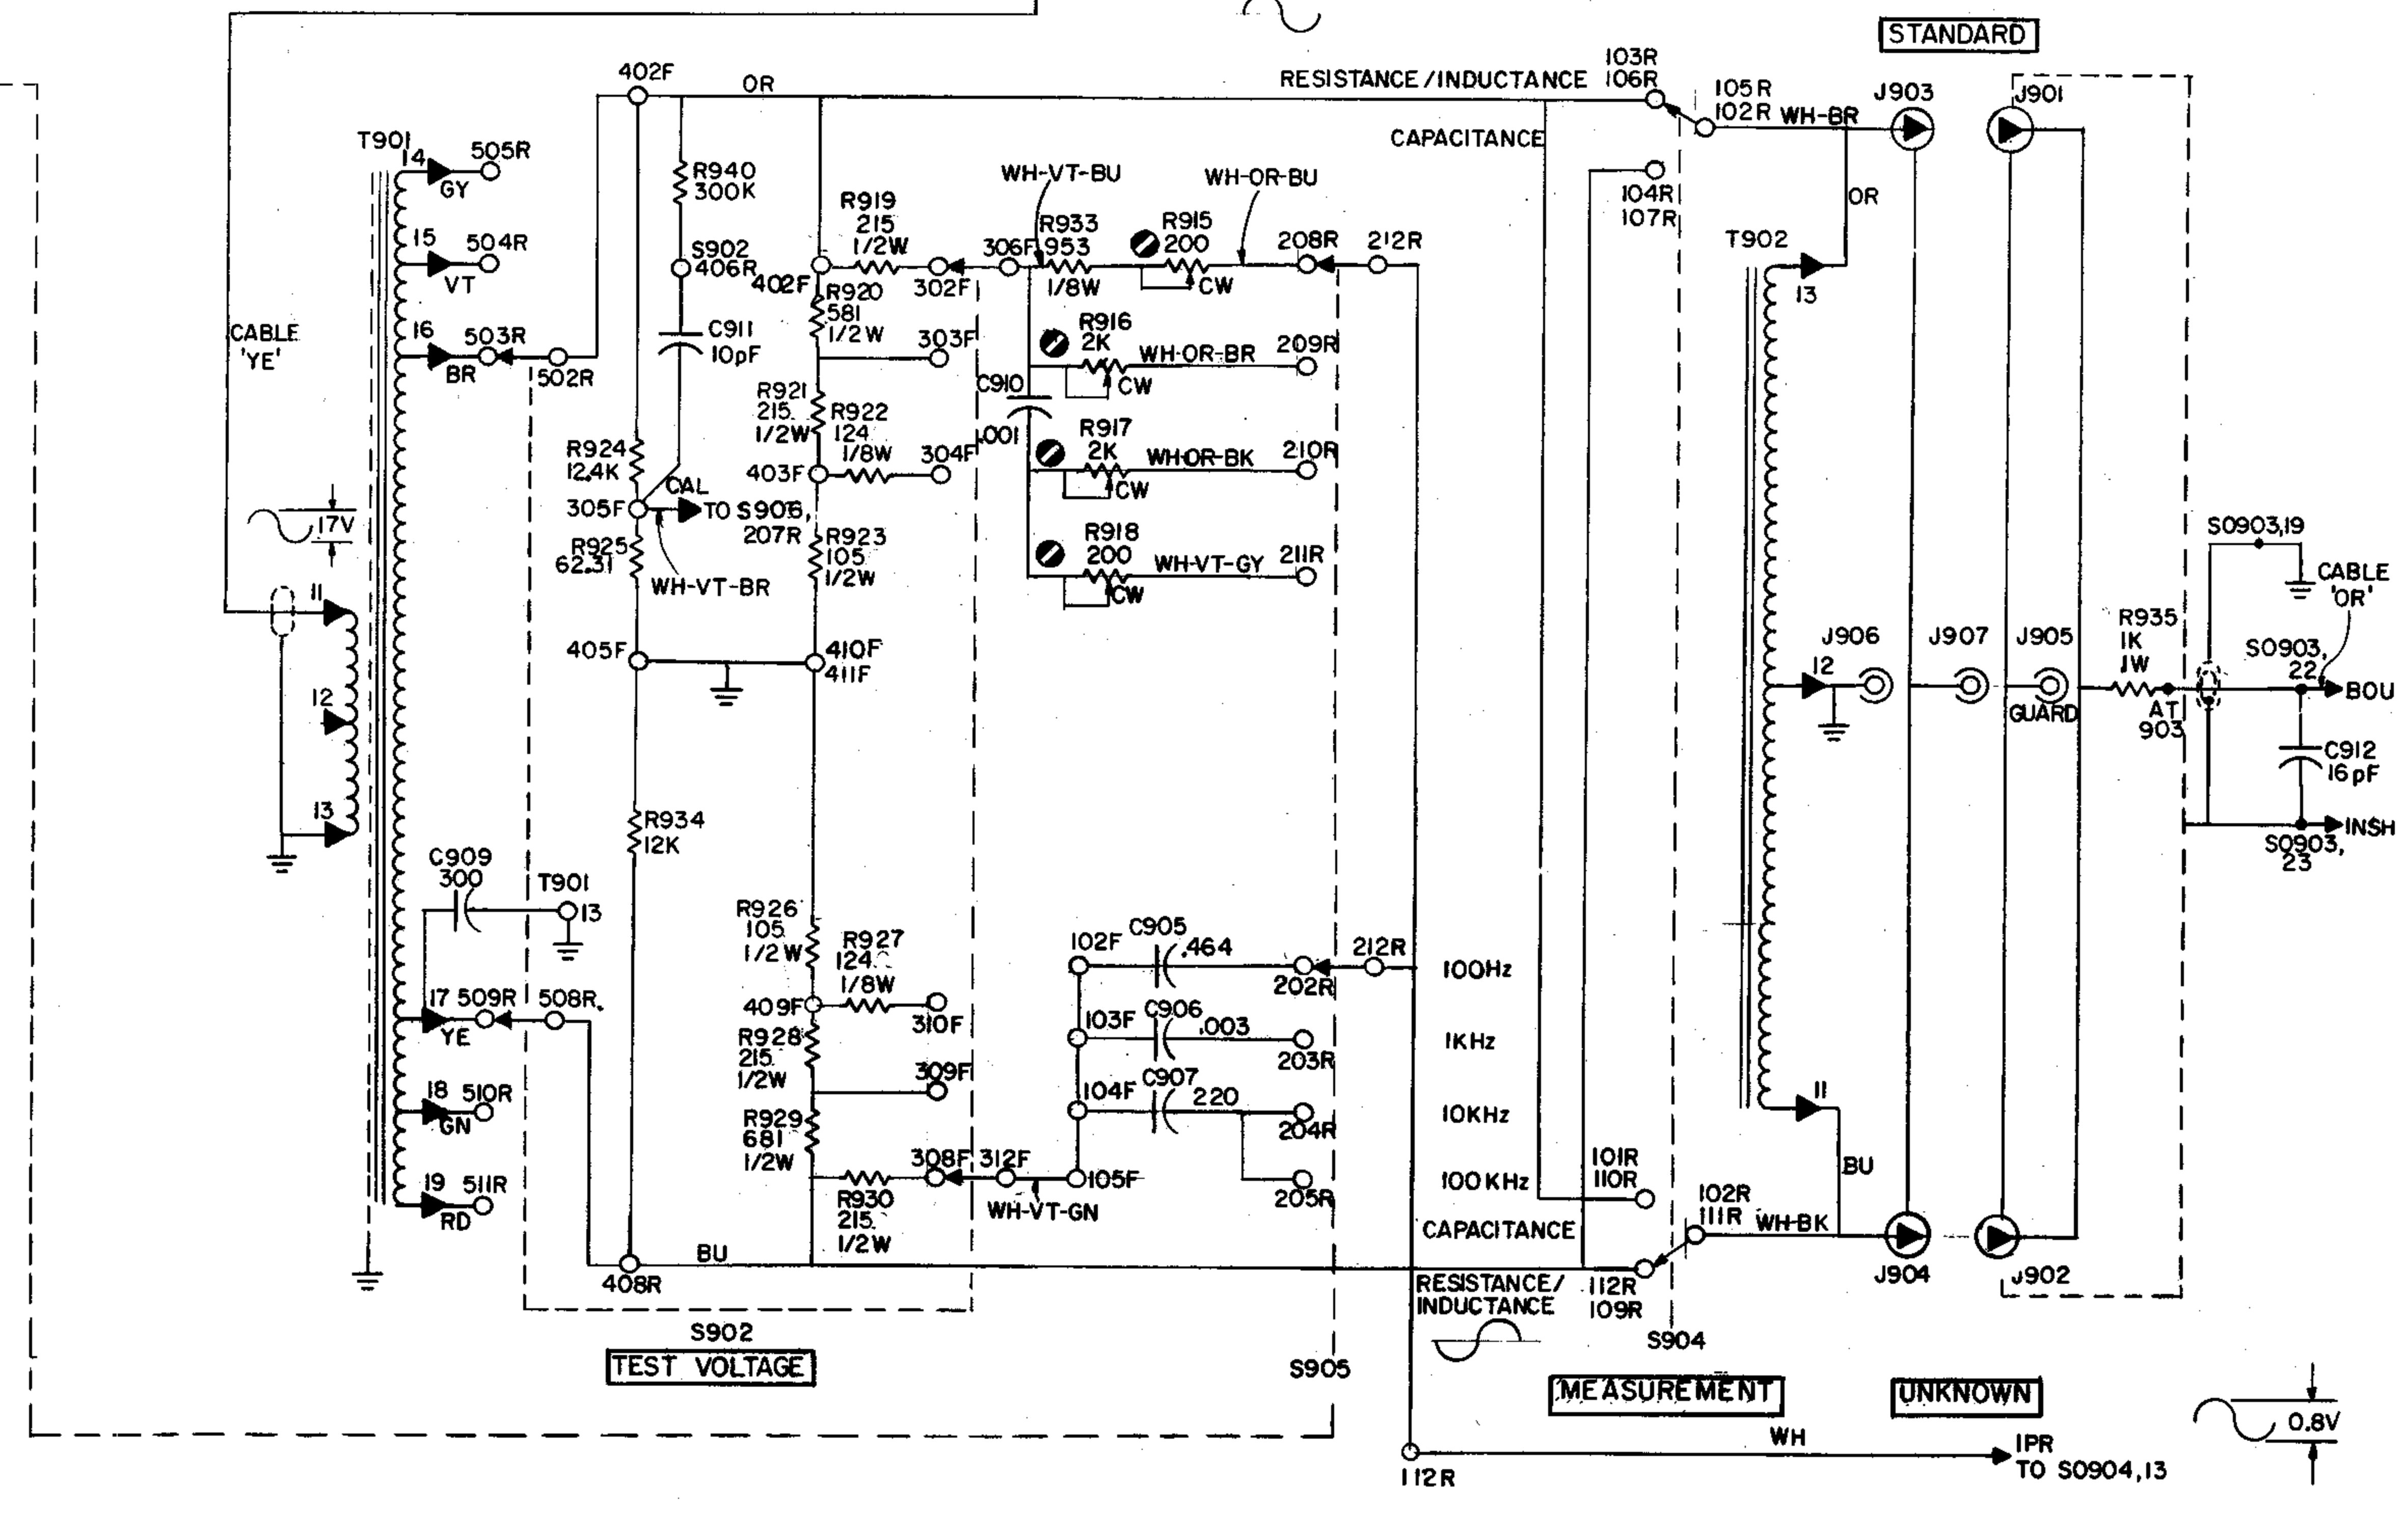 STANDARD
103R
RESISTANCE/INDUCTANCE 106R
402F
OR
105R
102R WH-BR
J903
J901
CAPACITANCE
T901
14
505R
GY
R940
300K
WH-VT-BU
WH-OR-BU
104R
107R
OR
R919
215
1/2W
15
504R
VT
S902
406R
306F
R933
953
1/8W
R915
200
CW
208R
212R
T902
13
402F
302F
R920
581
1/2W
CABLE
'YE'
16
503R
BR
502R
C911
10pF
303F
R916
2K
WH-OR-BR
209R
CW
C910
.001
R921
215
1/2W
R922
124
1/8W
304F
R917
2K
WH-OR-BK
210R
CW
R924
12.4K
403F
CAL
305F
TO S906,
207R
17V
R925
62.31
WH-VT-BR
R923
105
1/2W
R918
200
WH-VT-GY
211R
CW
S0903,19
CABLE
'OR'
11
405F
410F
411F
J906
J907
J905
R935
1K
1W
S0903,
22
12
12
GUARD
AT
903
BOU
C912
16pF
13
R934
12K
INSH
S0903,
23
C909
300
T901
13
R926
105
1/2W
R927
124
1/8W
102F
C905
.464
202R
212R
100Hz
17 509R
YE
508R
409F
310F
R928
215
1/2W
103F
C906
.003
203R
1KHz
309F
18 510R
GN
104F
C907
220
204R
10KHz
R929
681
1/2W
11
308F
312F
105F
205R
100KHz
101R
110R
BU
19 511R
RD
R930
215
1/2W
WH-VT-GN
CAPACITANCE
102R
111R WH-BK
BU
408R
RESISTANCE/
INDUCTANCE
112R
109R
J904
J902
S902
TEST VOLTAGE
S905
S904
MEASUREMENT
UNKNOWN
0.8V
WH
1PR
TO S0904,13
112R